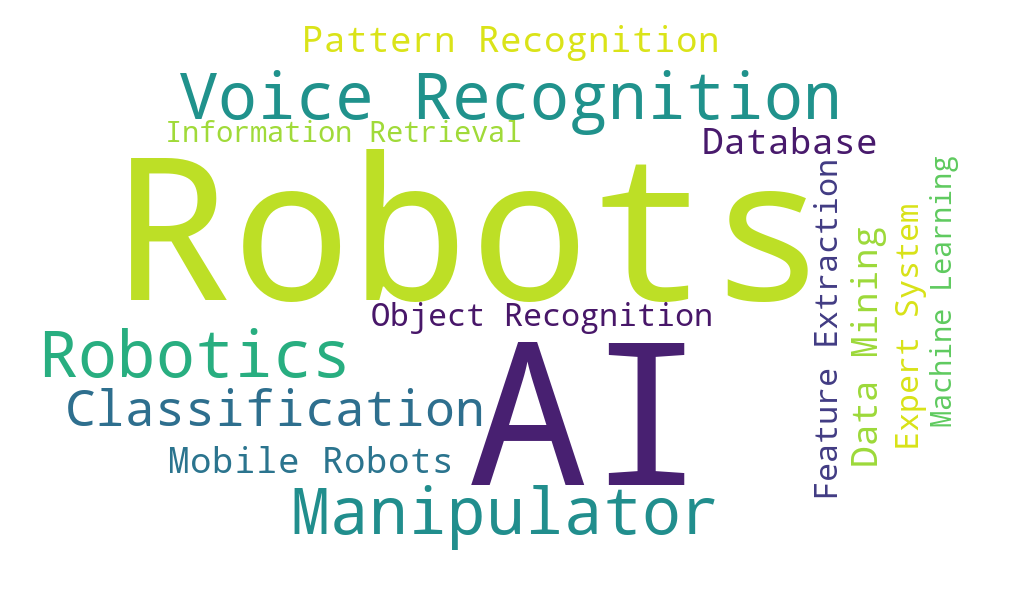 Pattern Recognition
Voice Recognition
Information Retrieval
Database
Robots
Object Recognition
Robotics
AI
Classification
Mobile Robots
Manipulator
Feature Extraction
Data Mining
Expert System
Machine Learning